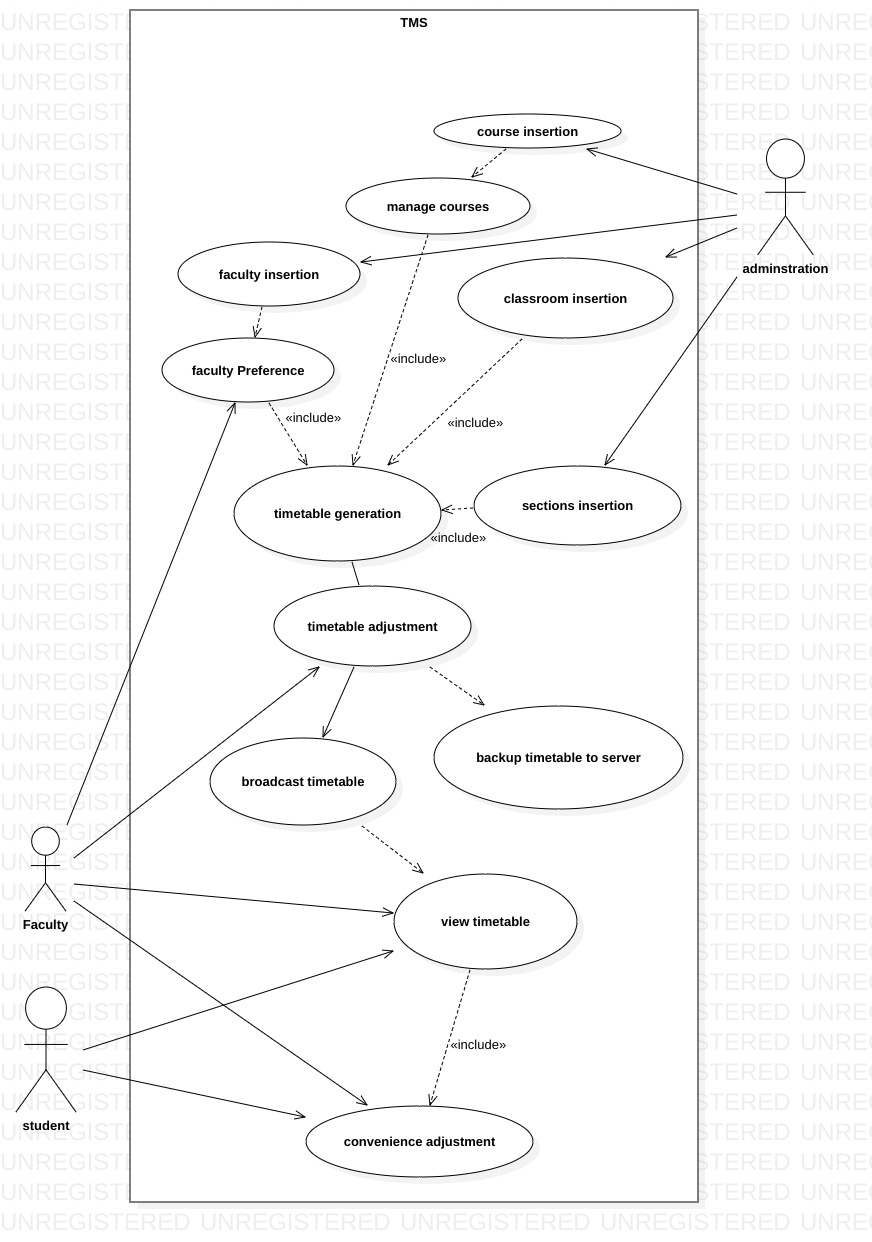 TMS
course insertion
manage courses
adminstration
faculty insertion
classroom insertion
«include»
faculty Preference
«include»
«include»
timetable generation
sections insertion
«include»
timetable adjustment
backup timetable to server
broadcast timetable
Faculty
view timetable
«include»
student
convenience adjustment
UNREGISTERED UNREGISTERED UNREGISTERED UNREGISTERED UNRE